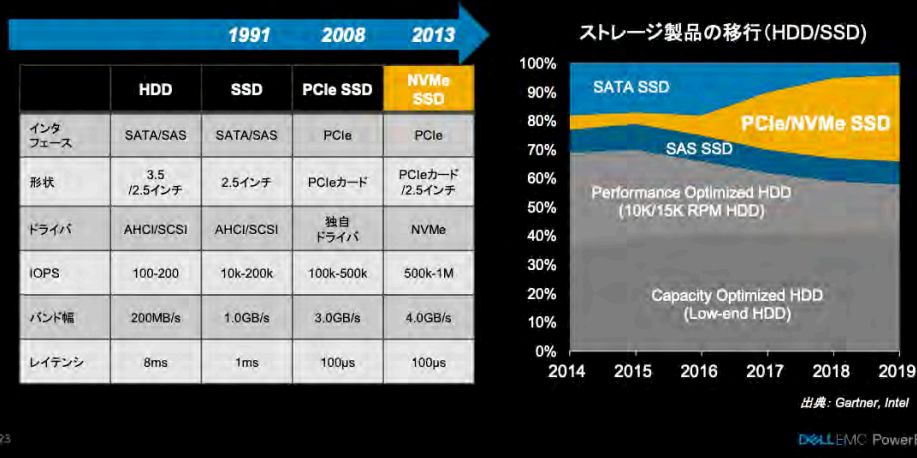 1991 2008 2013
HDD SSD PCIe SSD NVMe
SSD
インタ
フェース SATA/SAS SATA/SAS PCIe PCIe
形状 3.5
/2.5インチ 2.5インチ PCIeカード PCIeカード
/2.5インチ
ドライバ AHCI/SCSI AHCI/SCSI 独自
ドライバ NVMe
IOPS 100-200 10k-200k 100k-500k 500k-1M
バンド幅 200MB/s 1.0GB/s 3.0GB/s 4.0GB/s
レイテンシ 8ms 1ms 100µs 100µs
ストレージ製品の移行(HDD/SSD)
100%
90%
80%
70%
60%
50%
40%
30%
20%
10%
0%
SATA SSD
PCIe/NVMe SSD
SAS SSD
Performance Optimized HDD
(10K/15K RPM HDD)
Capacity Optimized HDD
(Low-end HDD)
2014 2015 2016 2017 2018 2019
出典: Gartner, Intel
DELLEMC